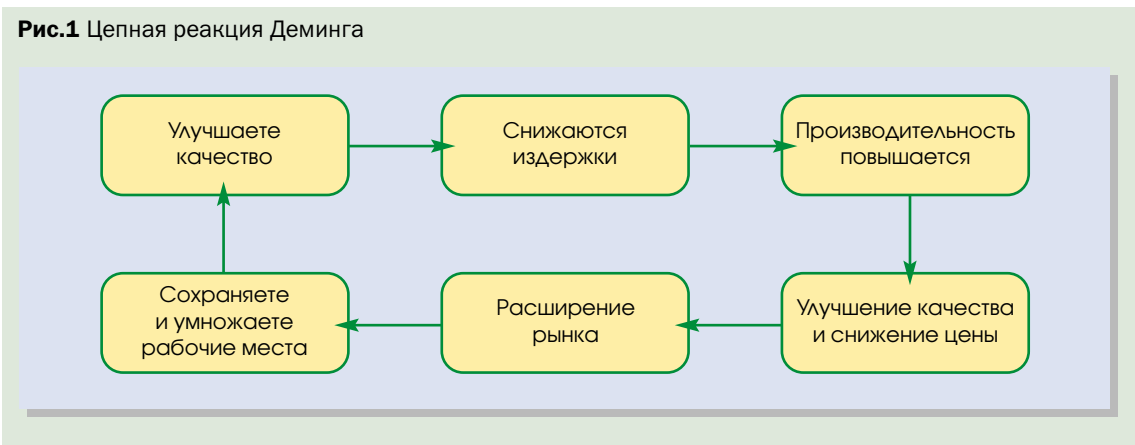 Рис.1 Цепная реакция Деминга
Улучшаете
качество
Снижаются
издержки
Производительность
повышается
Улучшение качества
и снижение цены
Расширение
рынка
Сохраняете
и умножаете
рабочие места